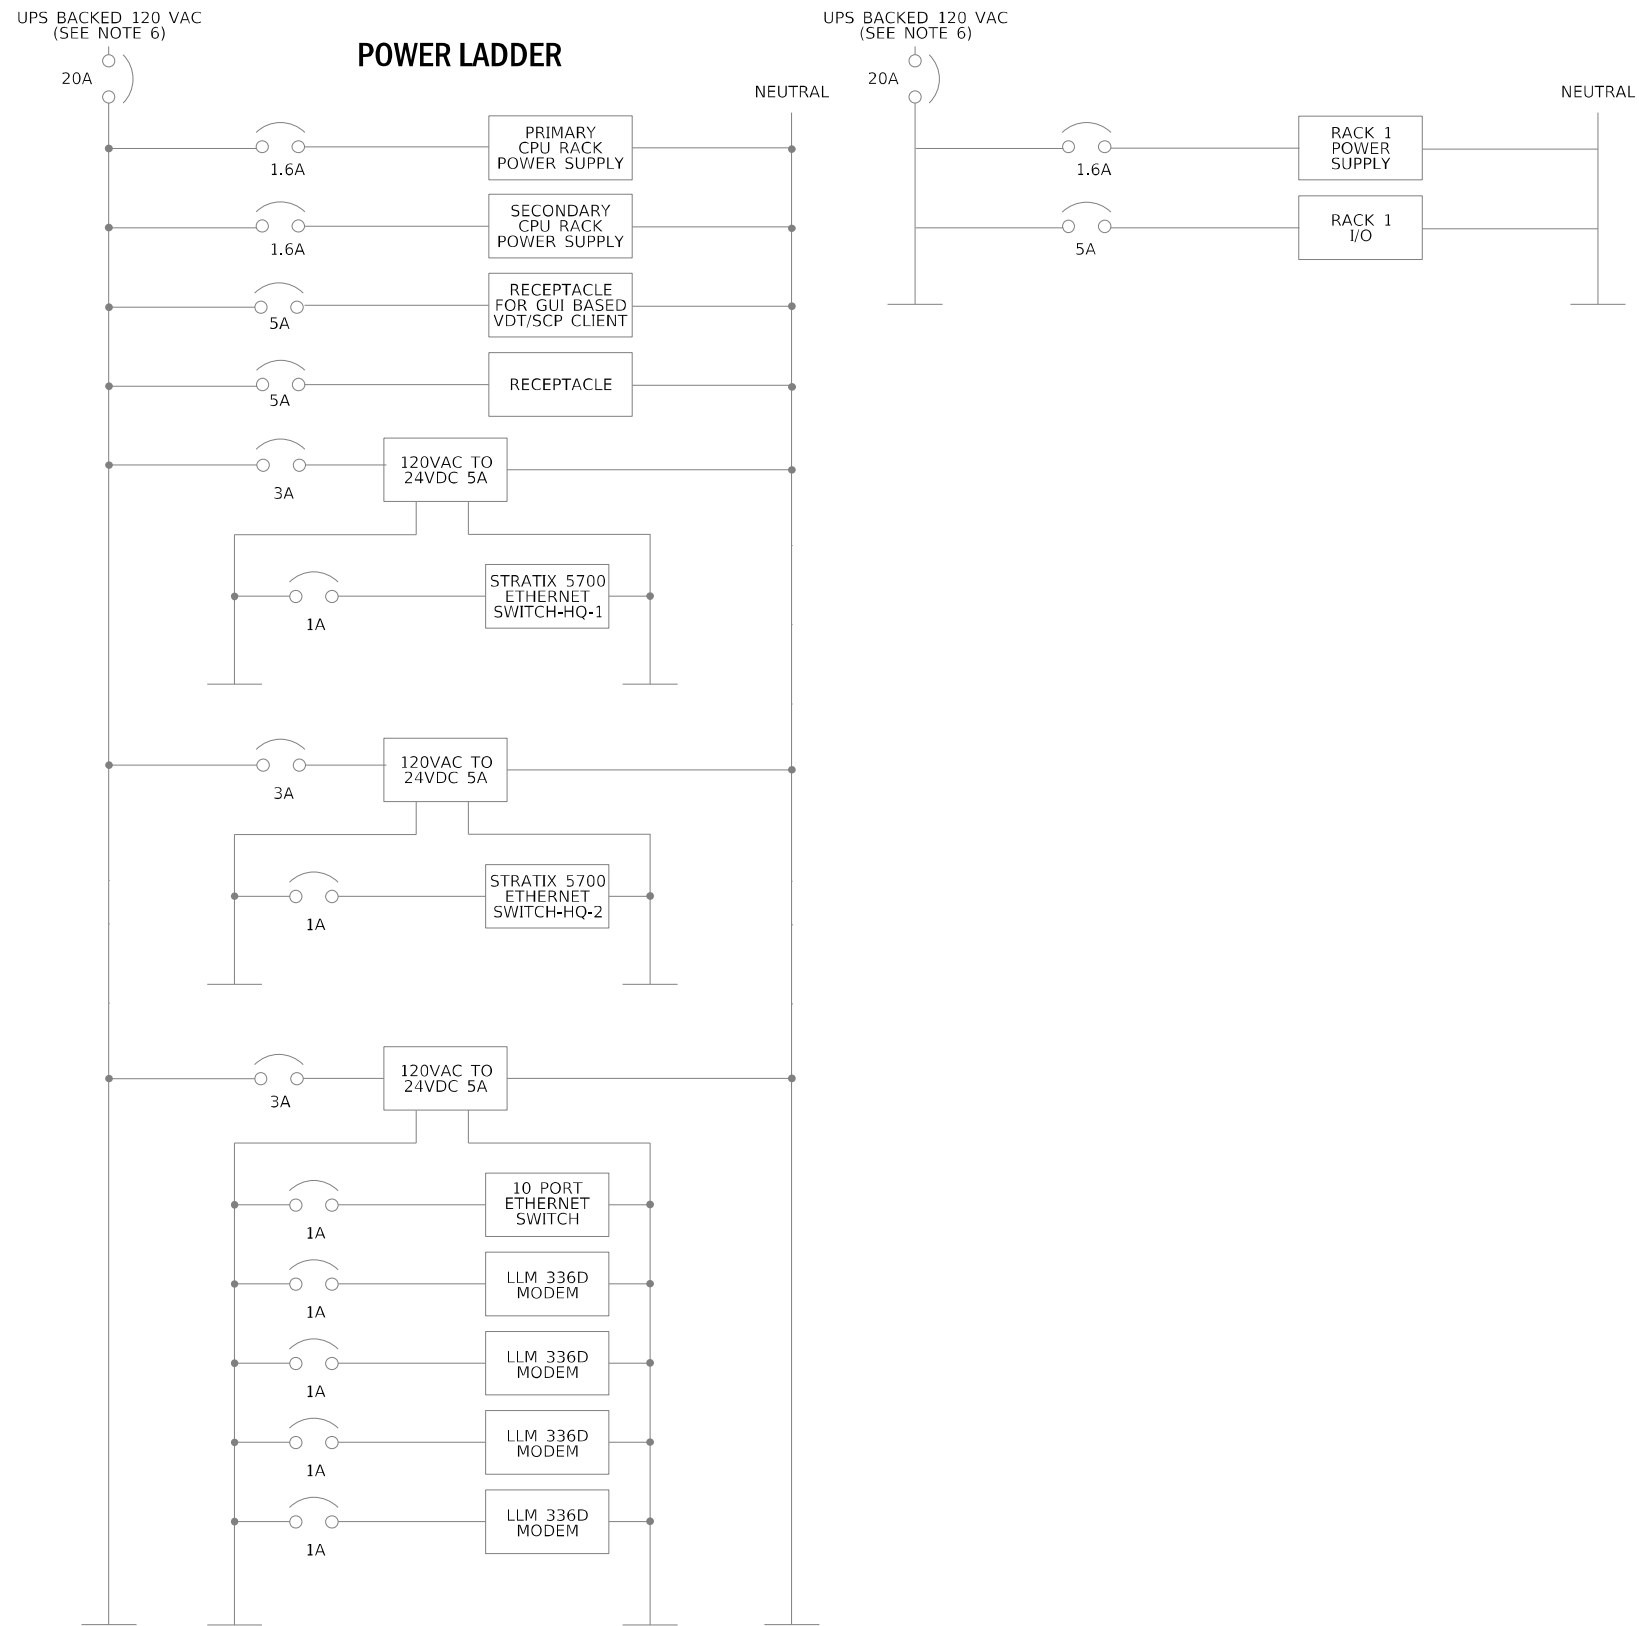 UPS BACKED 120 VAC
(SEE NOTE 6)
POWER LADDER
20A
NEUTRAL
PRIMARY
CPU RACK
POWER SUPPLY
1.6A
SECONDARY
CPU RACK
POWER SUPPLY
1.6A
RECEPTACLE
FOR GUI BASED
VDT/SCP CLIENT
5A
RECEPTACLE
5A
120VAC TO
24VDC 5A
3A
STRATIX 5700
ETHERNET
SWITCH-HQ-1
1A
120VAC TO
24VDC 5A
3A
STRATIX 5700
ETHERNET
SWITCH-HQ-2
1A
120VAC TO
24VDC 5A
3A
10 PORT
ETHERNET
SWITCH
1A
LLM 336D
MODEM
1A
LLM 336D
MODEM
1A
LLM 336D
MODEM
1A
LLM 336D
MODEM
1A
UPS BACKED 120 VAC
(SEE NOTE 6)
20A
NEUTRAL
RACK 1
POWER
SUPPLY
1.6A
RACK 1
I/O
5A